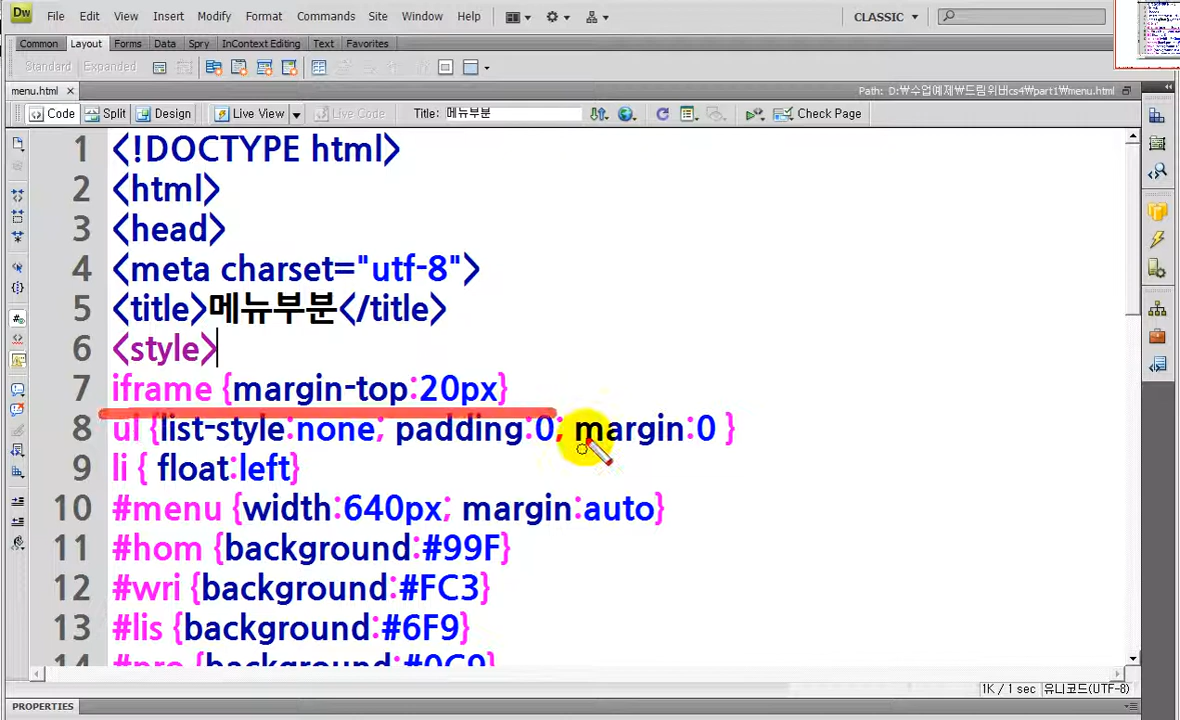 Dw File Edit View Insert Modify Format Commands Site Window Help CLASSIC
Common Layout Forms Data Spry InContext Editing Text Favorites
Standard Expanded
menu.html Path: D:₩수업예제₩드림위버cs4₩part1₩menu.html
Code Split Design Live View Live Code Title: 메뉴부분 Check Page
1 <!DOCTYPE html>
2 <html>
3 <head>
4 <meta charset="utf-8">
5 <title>메뉴부분</title>
6 <style>
7 iframe {margin-top:20px}
8 ul {list-style:none; padding:0; margin:0 }
9 li { float:left}
10 #menu {width:640px; margin:auto}
11 #hom {background:#99F}
12 #wri {background:#FC3}
13 #lis {background:#6F9}
14 #pro {background:#0C9}
1K / 1 sec 유니코드(UTF-8)
PROPERTIES